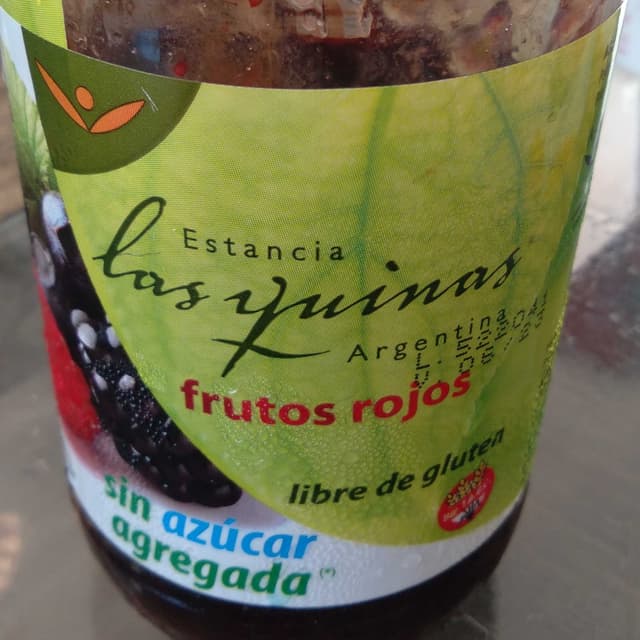 Estancia
las quinas
Argentina
frutos rojos
libre de gluten
sin azúcar
agregada (*)